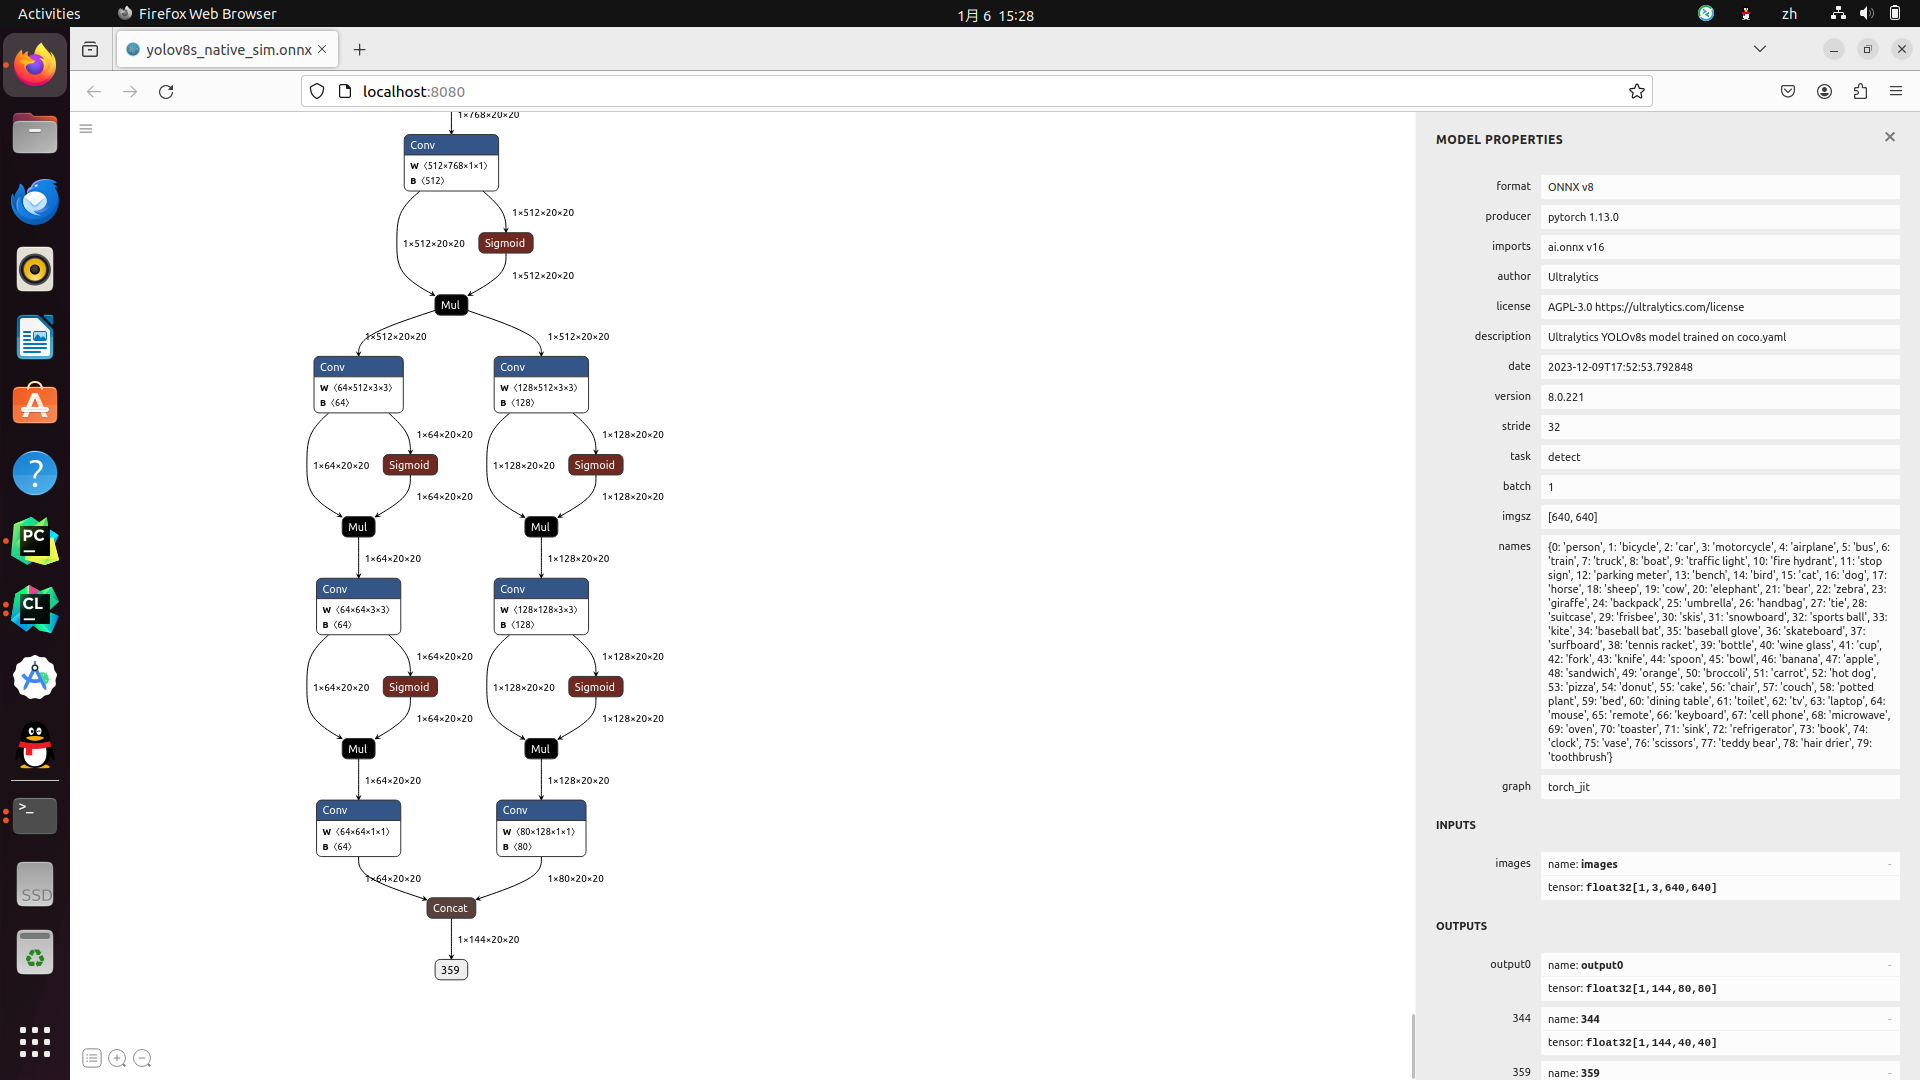 Activities
Firefox Web Browser
1月 6 15:28
zh
yolov8s_native_sim.onnx
localhost:8080
1×768×20×20
Conv
W 〈512×768×1×1〉
B 〈512〉
1×512×20×20
1×512×20×20
Sigmoid
1×512×20×20
Mul
1×512×20×20
1×512×20×20
Conv
W 〈64×512×3×3〉
B 〈64〉
Conv
W 〈128×512×3×3〉
B 〈128〉
1×64×20×20
1×128×20×20
1×64×20×20
Sigmoid
1×128×20×20
Sigmoid
1×64×20×20
1×128×20×20
Mul
Mul
1×64×20×20
1×128×20×20
Conv
W 〈64×64×3×3〉
B 〈64〉
Conv
W 〈128×128×3×3〉
B 〈128〉
1×64×20×20
1×128×20×20
1×64×20×20
Sigmoid
1×128×20×20
Sigmoid
1×64×20×20
1×128×20×20
Mul
Mul
1×64×20×20
1×128×20×20
Conv
W 〈64×64×1×1〉
B 〈64〉
Conv
W 〈80×128×1×1〉
B 〈80〉
1×64×20×20
1×80×20×20
Concat
1×144×20×20
359
MODEL PROPERTIES
format ONNX v8
producer pytorch 1.13.0
imports ai.onnx v16
author Ultralytics
license AGPL-3.0 https://ultralytics.com/license
description Ultralytics YOLOv8s model trained on coco.yaml
date 2023-12-09T17:52:53.792848
version 8.0.221
stride 32
task detect
batch 1
imgsz [640, 640]
names {0: 'person', 1: 'bicycle', 2: 'car', 3: 'motorcycle', 4: 'airplane', 5: 'bus', 6:
'train', 7: 'truck', 8: 'boat', 9: 'traffic light', 10: 'fire hydrant', 11: 'stop
sign', 12: 'parking meter', 13: 'bench', 14: 'bird', 15: 'cat', 16: 'dog', 17:
'horse', 18: 'sheep', 19: 'cow', 20: 'elephant', 21: 'bear', 22: 'zebra', 23:
'giraffe', 24: 'backpack', 25: 'umbrella', 26: 'handbag', 27: 'tie', 28:
'suitcase', 29: 'frisbee', 30: 'skis', 31: 'snowboard', 32: 'sports ball', 33:
'kite', 34: 'baseball bat', 35: 'baseball glove', 36: 'skateboard', 37:
'surfboard', 38: 'tennis racket', 39: 'bottle', 40: 'wine glass', 41: 'cup',
42: 'fork', 43: 'knife', 44: 'spoon', 45: 'bowl', 46: 'banana', 47: 'apple',
48: 'sandwich', 49: 'orange', 50: 'broccoli', 51: 'carrot', 52: 'hot dog',
53: 'pizza', 54: 'donut', 55: 'cake', 56: 'chair', 57: 'couch', 58: 'potted
plant', 59: 'bed', 60: 'dining table', 61: 'toilet', 62: 'tv', 63: 'laptop', 64:
'mouse', 65: 'remote', 66: 'keyboard', 67: 'cell phone', 68: 'microwave',
69: 'oven', 70: 'toaster', 71: 'sink', 72: 'refrigerator', 73: 'book', 74:
'clock', 75: 'vase', 76: 'scissors', 77: 'teddy bear', 78: 'hair drier', 79:
'toothbrush'}
graph torch_jit
INPUTS
images name: images -
tensor: float32[1,3,640,640]
OUTPUTS
output0 name: output0 -
tensor: float32[1,144,80,80]
344 name: 344 -
tensor: float32[1,144,40,40]
359 name: 359 -
PC
CL
>_
SSD